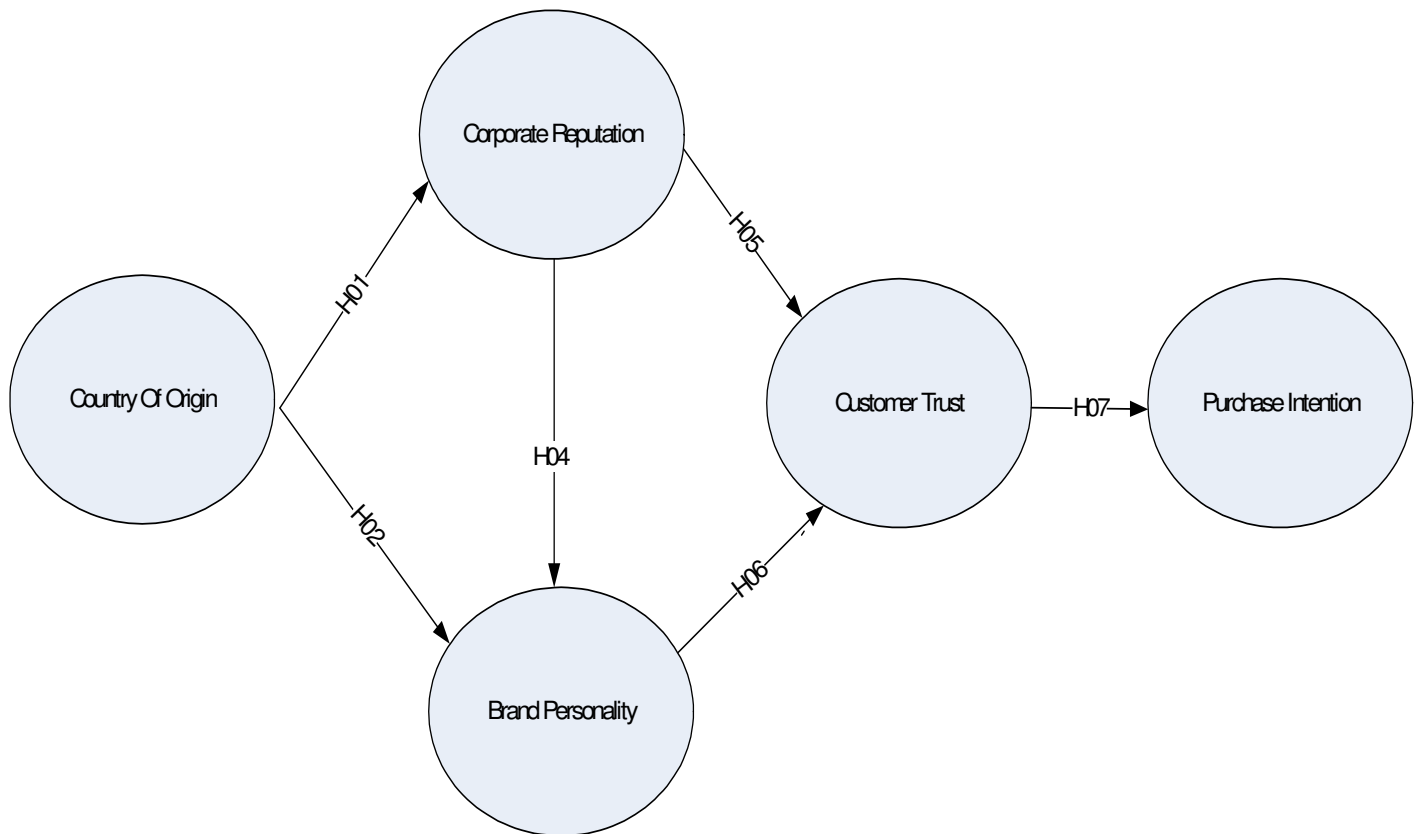 Corporate Reputation
H05
H01
Country Of Origin
Customer Trust
H07
Purchase Intention
H04
H02
H06
Brand Personality